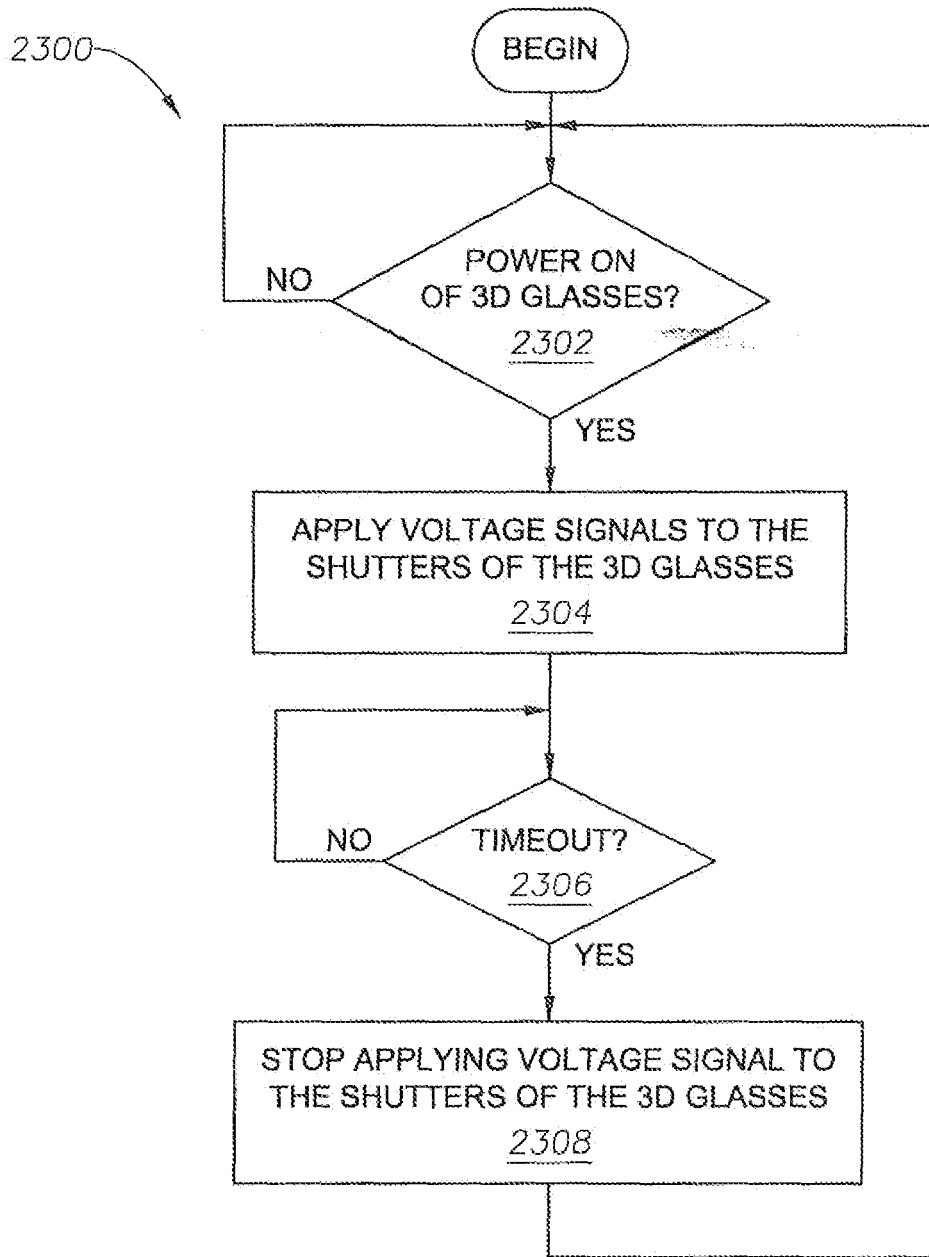 2300
BEGIN
POWER ON
OF 3D GLASSES?
2302
NO
YES
APPLY VOLTAGE SIGNALS TO THE
SHUTTERS OF THE 3D GLASSES
2304
NO
TIMEOUT?
2306
YES
STOP APPLYING VOLTAGE SIGNAL TO
THE SHUTTERS OF THE 3D GLASSES
2308